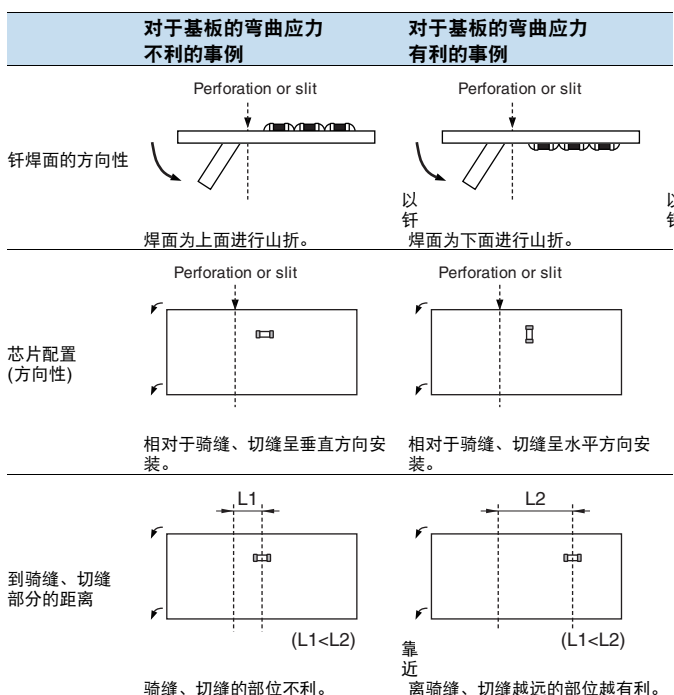 对于基板的弯曲应力
不利的事例
对于基板的弯曲应力
有利的事例
钎焊面的方向性
Perforation or slit
焊面为上面进行山折。
Perforation or slit
以
钎
焊面为下面进行山折。
芯片配置
(方向性)
Perforation or slit
相对于骑缝、切缝呈垂直方向安
装。
Perforation or slit
相对于骑缝、切缝呈水平方向安
装。
到骑缝、切缝
部分的距离
L1
(L1<L2)
骑缝、切缝的部位不利。
L2
(L1<L2)
靠
近
离骑缝、切缝越远的部位越有利。